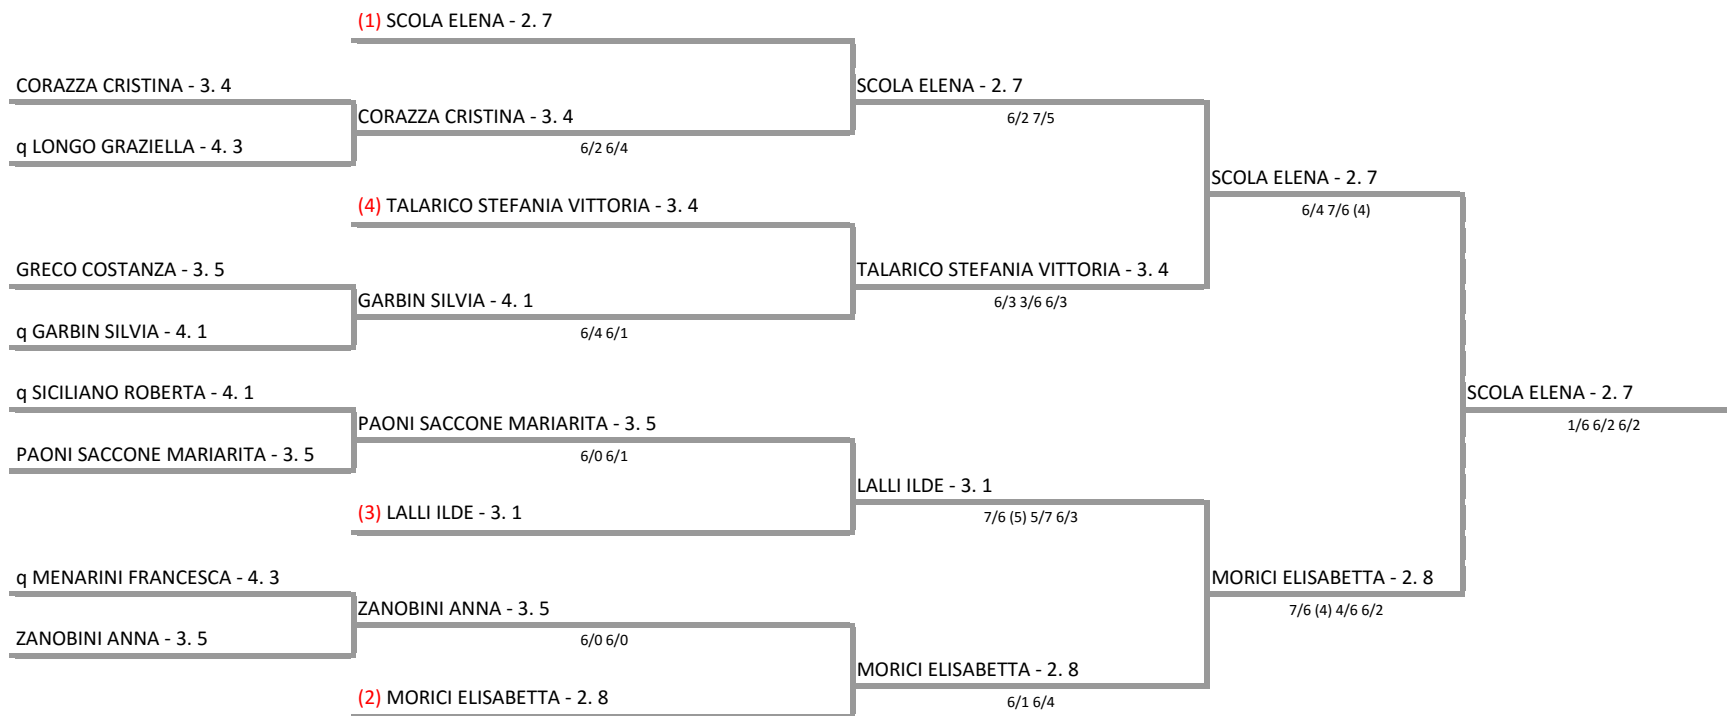 (1) SCOLA ELENA - 2. 7
CORAZZA CRISTINA - 3. 4
SCOLA ELENA - 2. 7
CORAZZA CRISTINA - 3. 4
6/2 7/5
q LONGO GRAZIELLA - 4. 3
6/2 6/4
SCOLA ELENA - 2. 7
(4) TALARICO STEFANIA VITTORIA - 3. 4
6/4 7/6 (4)
GRECO COSTANZA - 3. 5
TALARICO STEFANIA VITTORIA - 3. 4
GARBIN SILVIA - 4. 1
6/3 3/6 6/3
q GARBIN SILVIA - 4. 1
6/4 6/1
q SICILIANO ROBERTA - 4. 1
SCOLA ELENA - 2. 7
PAONI SACCONE MARIARITA - 3. 5
1/6 6/2 6/2
PAONI SACCONE MARIARITA - 3. 5
6/0 6/1
LALLI ILDE - 3. 1
(3) LALLI ILDE - 3. 1
7/6 (5) 5/7 6/3
q MENARINI FRANCESCA - 4. 3
MORICI ELISABETTA - 2. 8
ZANOBINI ANNA - 3. 5
7/6 (4) 4/6 6/2
ZANOBINI ANNA - 3. 5
6/0 6/0
MORICI ELISABETTA - 2. 8
(2) MORICI ELISABETTA - 2. 8
6/1 6/4